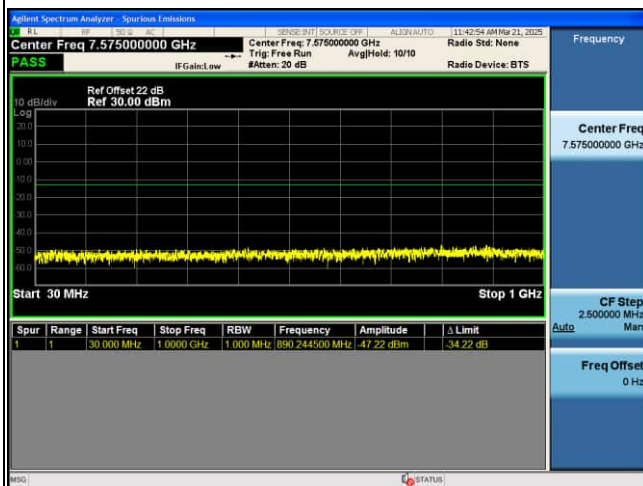 Agilent Spectrum Analyzer - Spurious Emissions
RL RF 50 Ω AC SENSE:INT SOURCE OFF ALIGN AUTO 11:42:54 AM Mar 21, 2025
Center Freq 7.575000000 GHz Center Freq: 7.575000000 GHz Radio Std: None
Trig: Free Run Avg|Hold: 10/10
PASS IFGain:Low #Atten: 20 dB Radio Device: BTS
Ref Offset 22 dB
10 dB/div Ref 30.00 dBm
Log
20.0
10.0
0.00
-10.0
-20.0
-30.0
-40.0
-50.0
-60.0
Start 30 MHz Stop 1 GHz
Spur Range Start Freq Stop Freq RBW Frequency Amplitude Δ Limit
1 1 30.000 MHz 1.0000 GHz 1.000 MHz 890.244500 MHz -47.22 dBm -34.22 dB
MSG STATUS
Frequency
Center Freq
7.575000000 GHz
CF Step
2.500000 MHz
Auto Man
Freq Offset
0 Hz